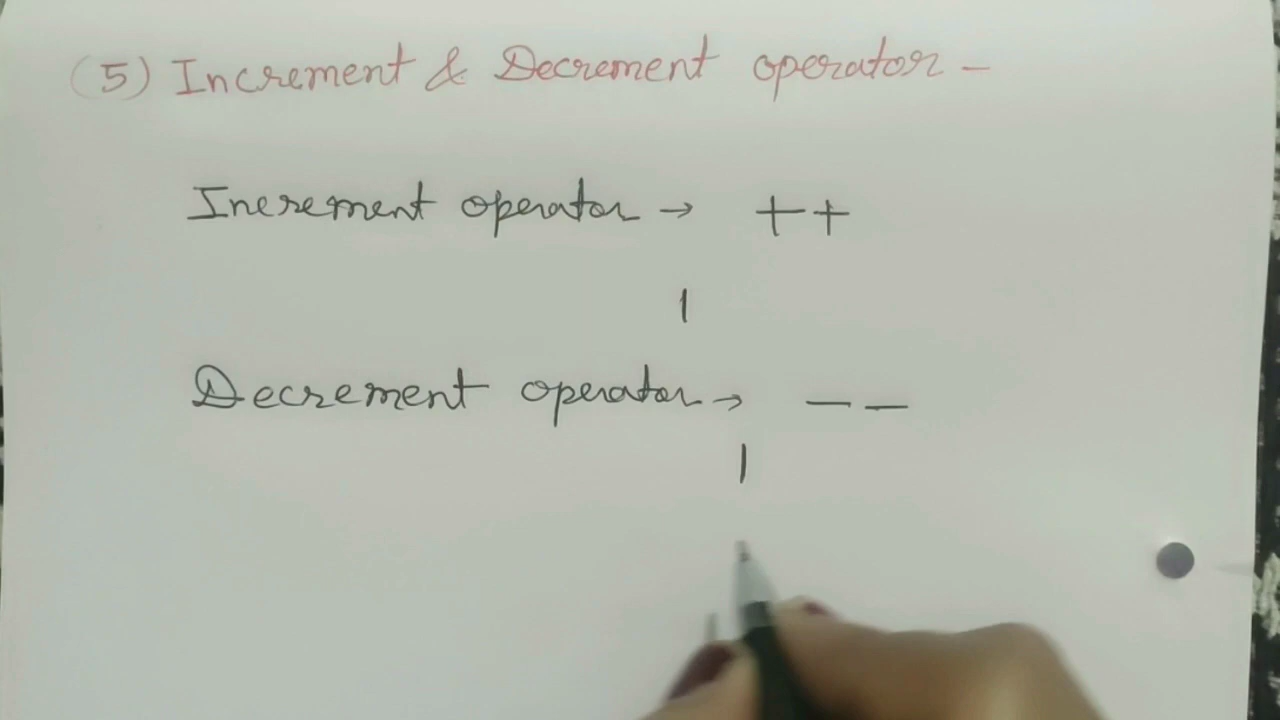 (5) Increment & Decrement operator -
Increment operator → ++
1
Decrement operator → - -
1